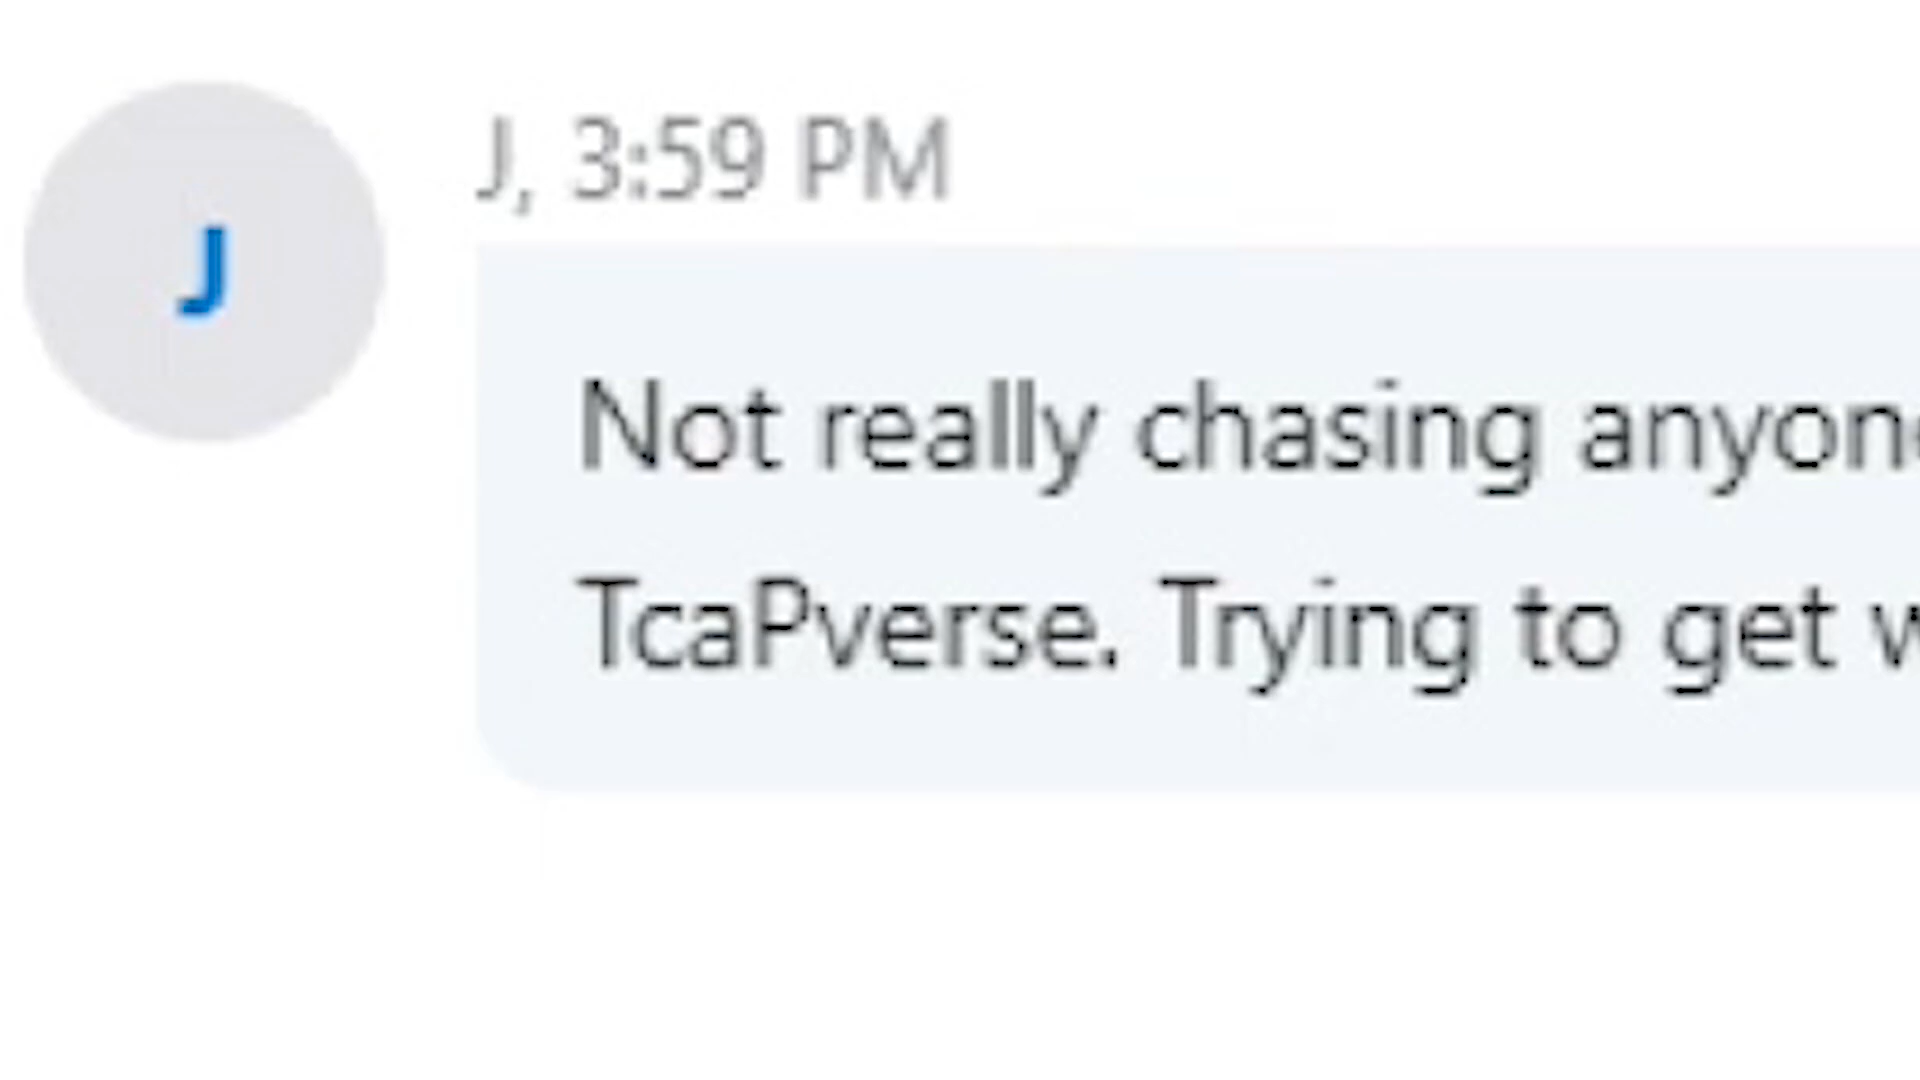 J
J, 3:59 PM
Not really chasing anyon
TcaPverse. Trying to get w